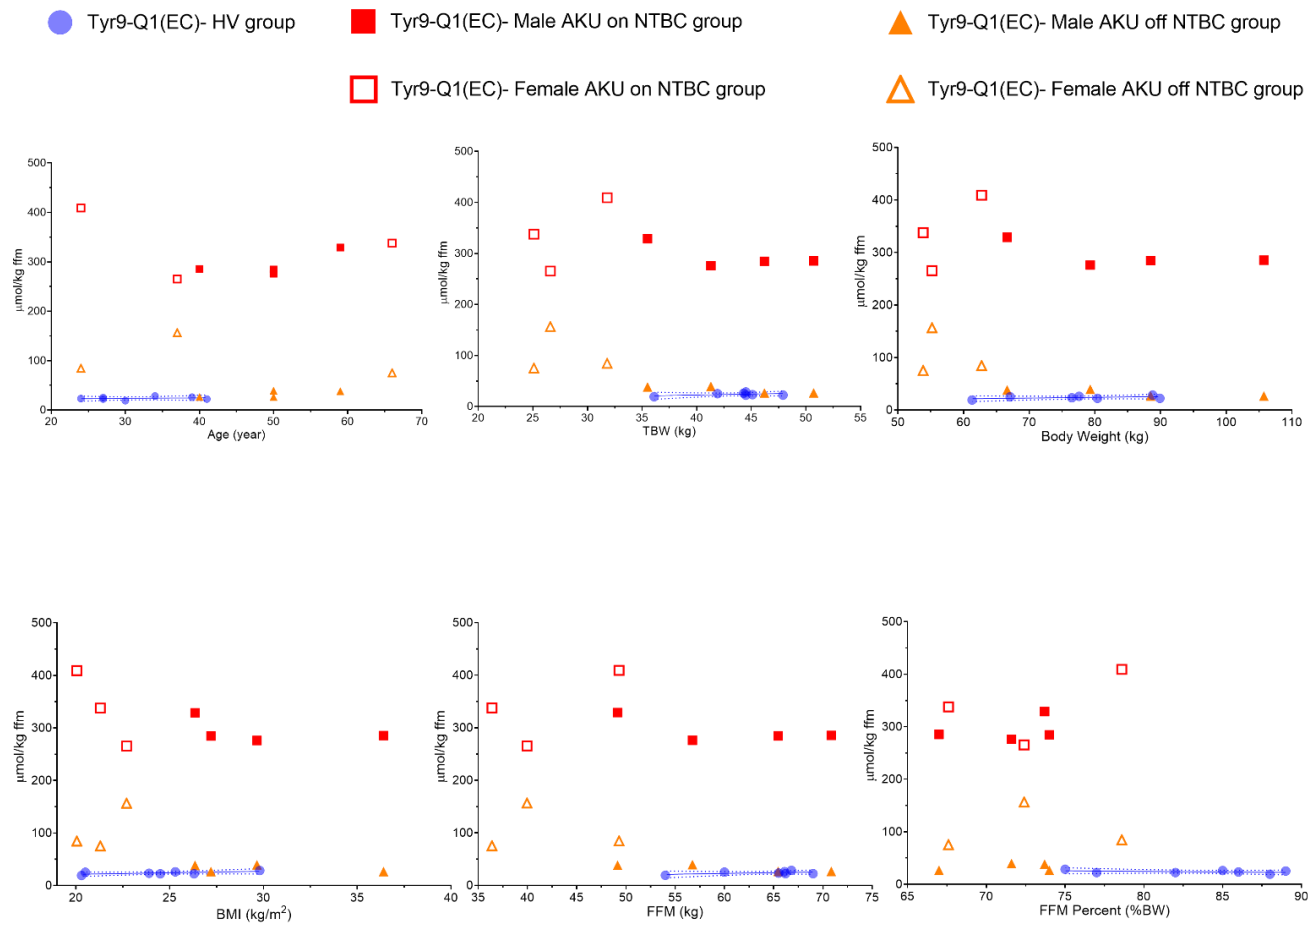 Tyr9-Q1(EC)- HV group
Tyr9-Q1(EC)- Male AKU on NTBC group
Tyr9-Q1(EC)- Male AKU off NTBC group
Tyr9-Q1(EC)- Female AKU on NTBC group
Tyr9-Q1(EC)- Female AKU off NTBC group
500
400
300
200
100
0
µmol/kg ffm
20 30 40 50 60 70
Age (year)
500
400
300
200
100
0
µmol/kg ffm
20 25 30 35 40 45 50 55
TBW (kg)
500
400
300
200
100
0
µmol/kg ffm
50 60 70 80 90 100 110
Body Weight (kg)
500
400
300
200
100
0
µmol/kg ffm
20 25 30 35 40
BMI (kg/m²)
500
400
300
200
100
0
µmol/kg ffm
35 40 45 50 55 60 65 70 75
FFM (kg)
500
400
300
200
100
0
µmol/kg ffm
65 70 75 80 85 90
FFM Percent (%BW)